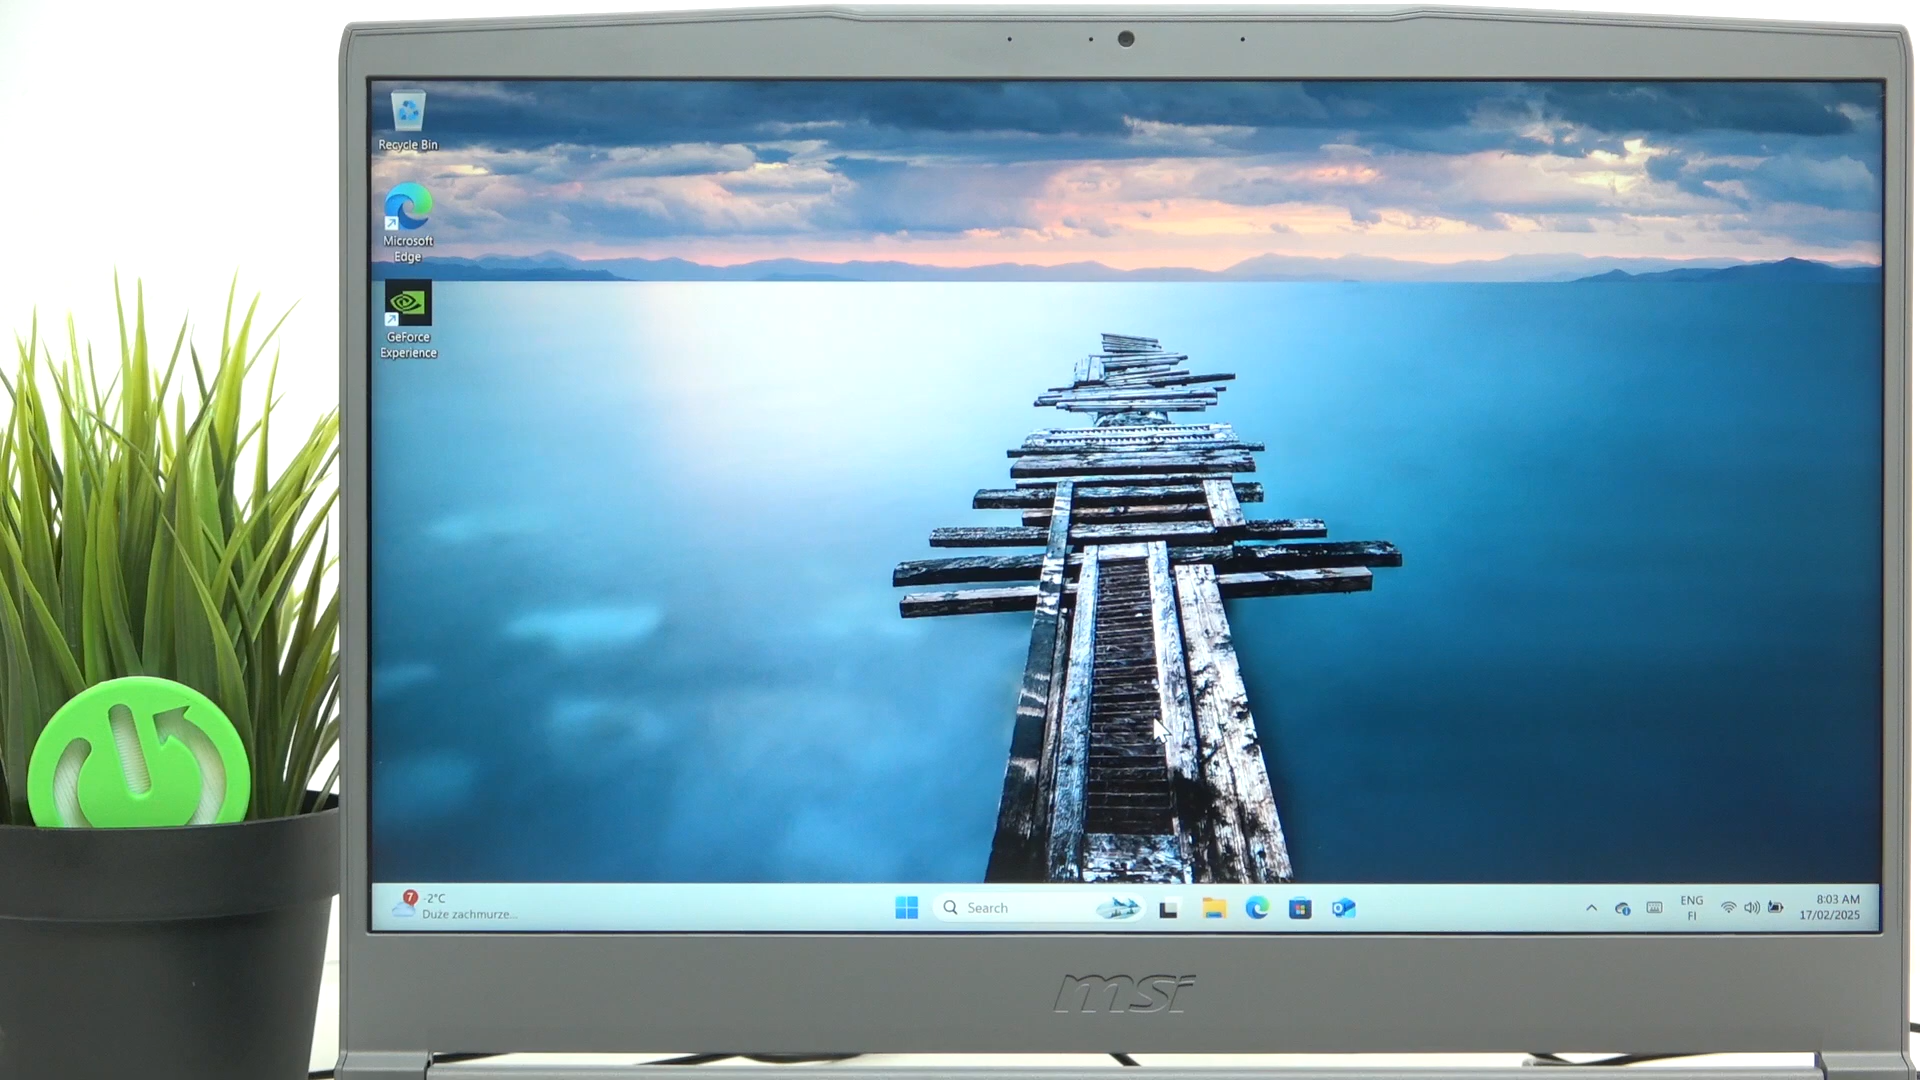 Recycle Bin
Microsoft
Edge
GeForce
Experience
7
-2°C
Duże zachmurze...
Search
ENG
FI
8:03 AM
17/02/2025
msi